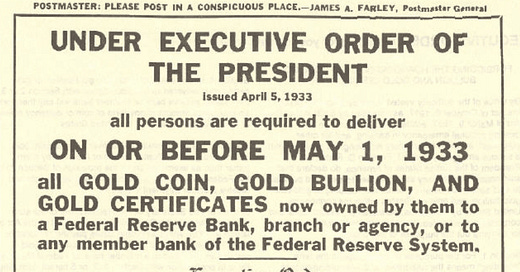 POSTMASTER: PLEASE POST IN A CONSPICUOUS PLACE.—JAMES A. FARLEY, Postmaster General
UNDER EXECUTIVE ORDER OF
THE PRESIDENT
issued April 5, 1933
all persons are required to deliver
ON OR BEFORE MAY 1, 1933
all GOLD COIN, GOLD BULLION, AND
GOLD CERTIFICATES now owned by them to
a Federal Reserve Bank, branch or agency, or to
any member bank of the Federal Reserve System.